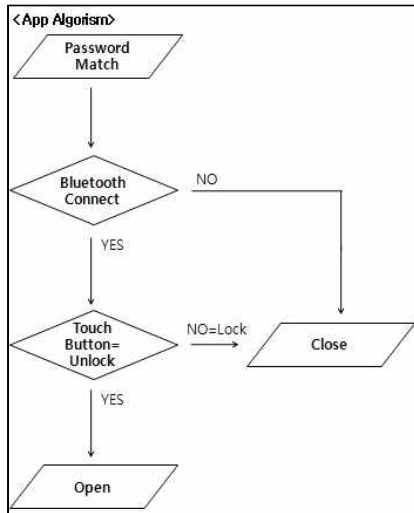 <App Algorism>
Password
Match
Bluetooth
Connect
NO
YES
Touch
Button=
Unlock
NO=Lock
Close
YES
Open